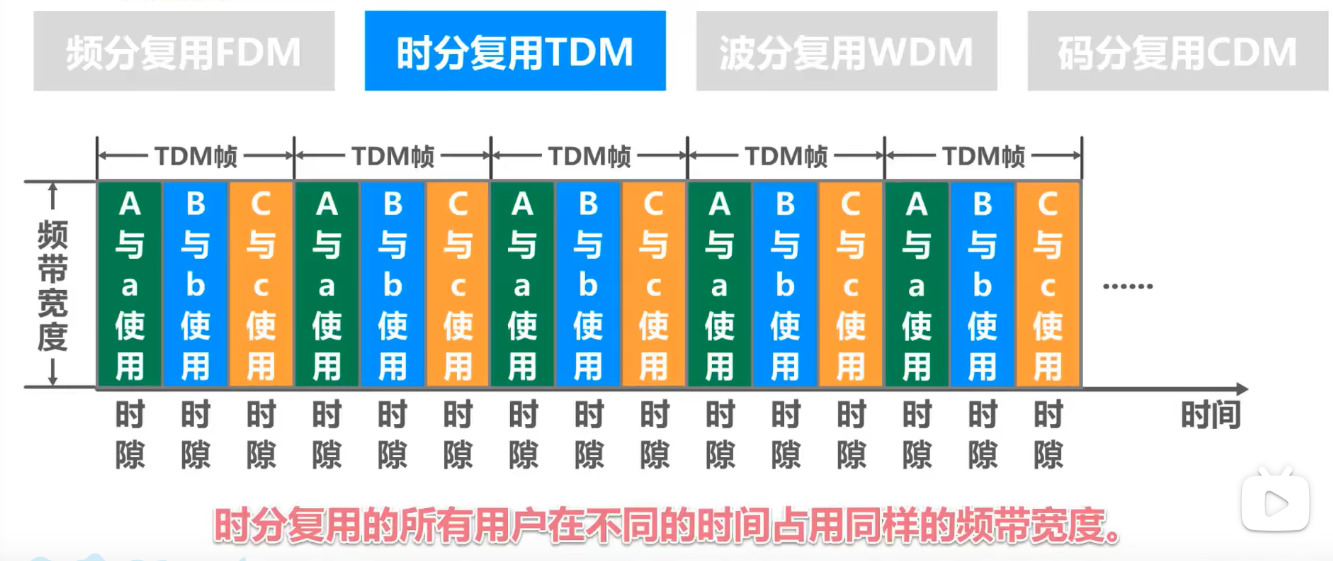 频分复用FDM
时分复用TDM
波分复用WDM
码分复用CDM
TDM帧 TDM帧 TDM帧 TDM帧 TDM帧
频带宽度
A与a使用
B与b使用
C与c使用
A与a使用
B与b使用
C与c使用
A与a使用
B与b使用
C与c使用
A与a使用
B与b使用
C与c使用
A与a使用
B与b使用
C与c使用
……
时隙 时隙 时隙 时隙 时隙 时隙 时隙 时隙 时隙 时隙 时隙 时隙 时隙 时隙 时隙
时间
时分复用的所有用户在不同的时间占用同样的频带宽度。